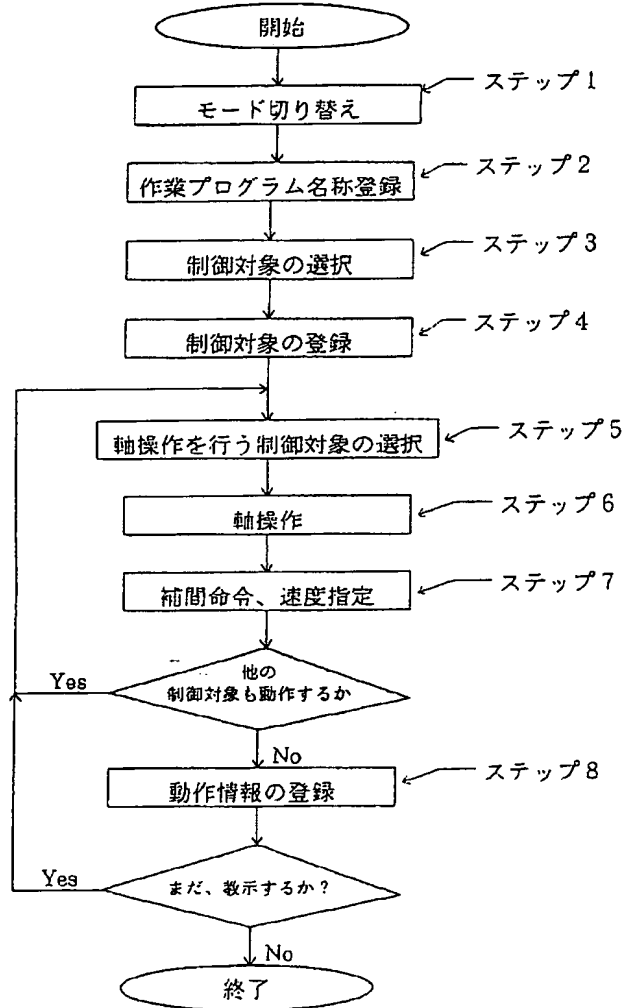 開始
モード切り替え
ステップ1
作業プログラム名称登録
ステップ2
制御対象の選択
ステップ3
制御対象の登録
ステップ4
軸操作を行う制御対象の選択
ステップ5
軸操作
ステップ6
補間命令、速度指定
ステップ7
他の
制御対象も動作するか
Yes
No
動作情報の登録
ステップ8
まだ、教示するか?
Yes
No
終了